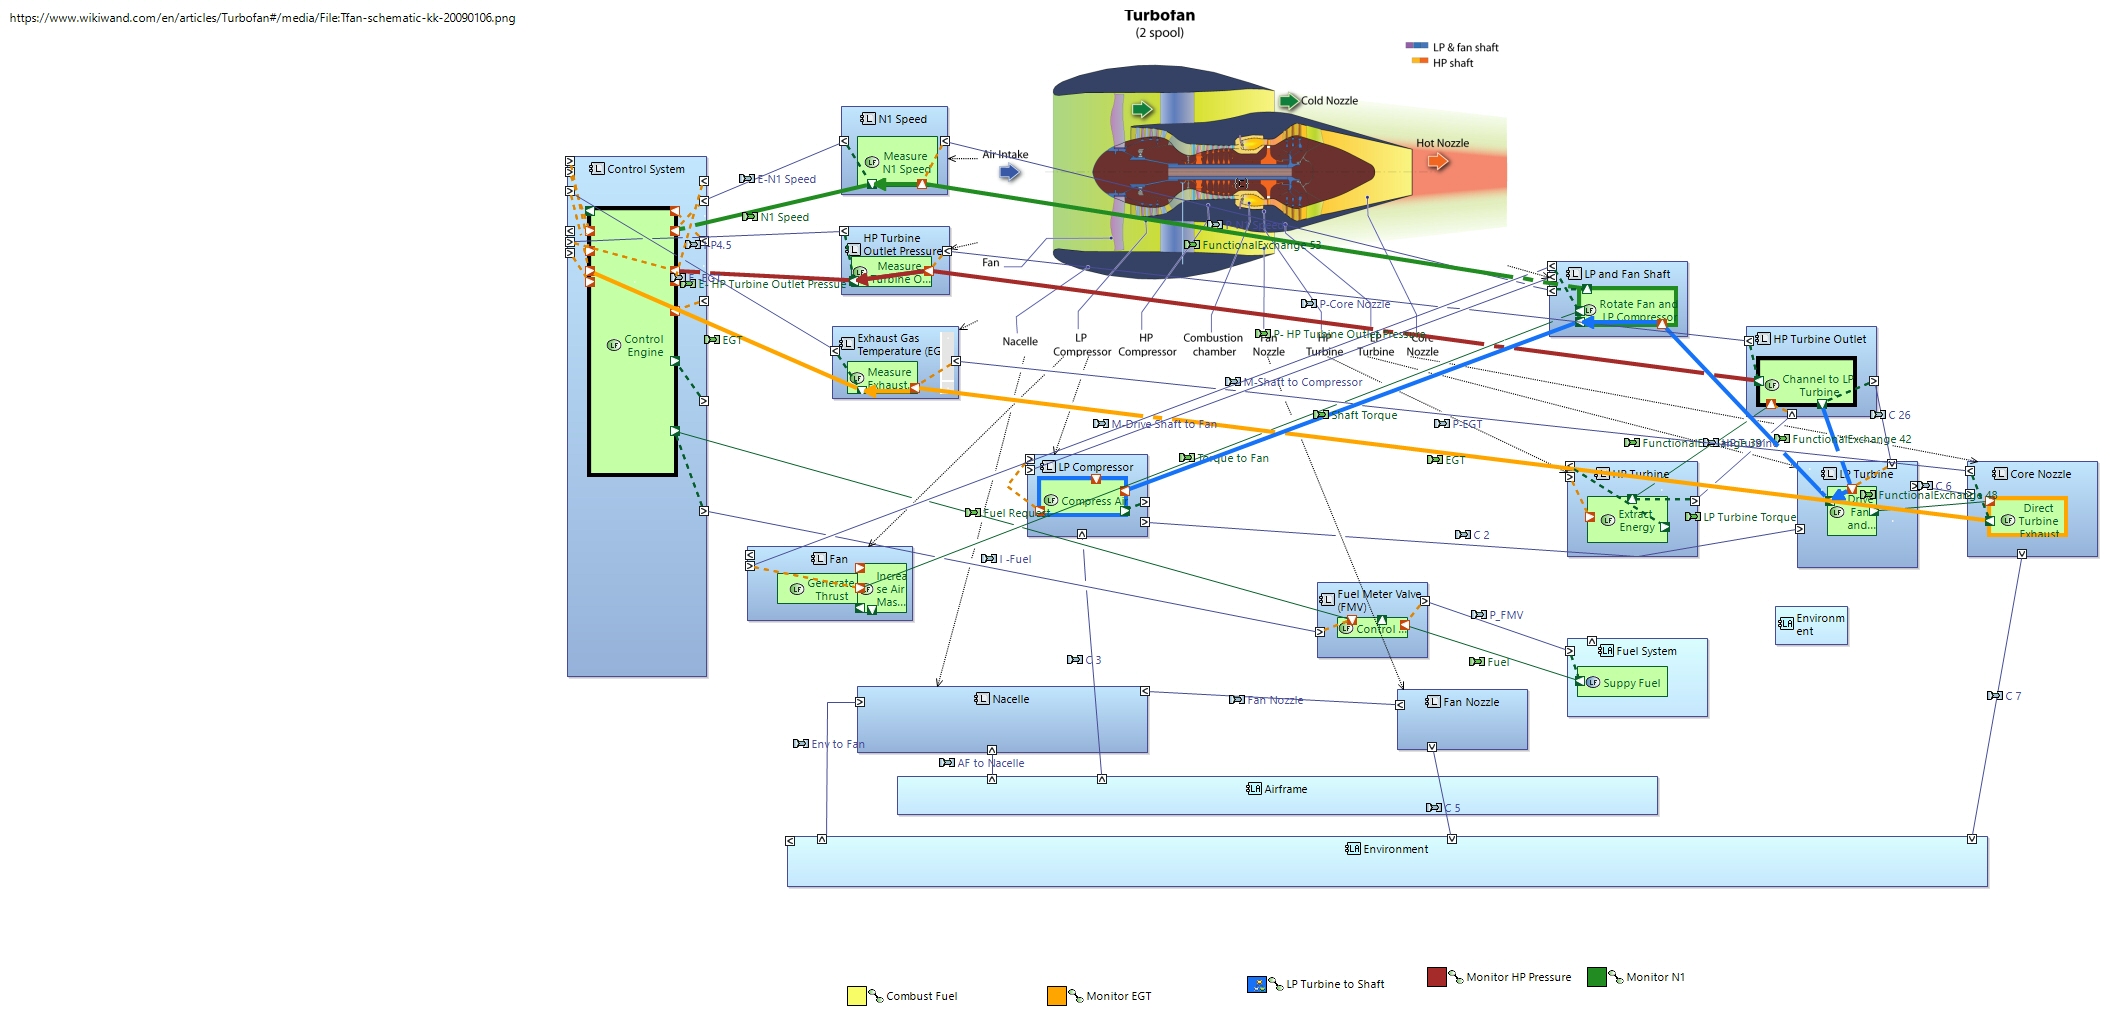 https://www.wikiwand.com/en/articles/Turbofan#/media/File:Tfan-schematic-kk-20090106.png
Turbofan
(2 spool)
LP & fan shaft
HP shaft
Cold Nozzle
Hot Nozzle
Air Intake
Fan
Nacelle
LP
Compressor
HP
Compressor
Combustion
chamber
Fan
Nozzle
HP
Turbine
LP
Turbine
Core
Nozzle
N1 Speed
Measure
N1 Speed
Control System
Control
Engine
E-N1 Speed
N1 Speed
HP Turbine
Outlet Pressure
Measure
Turbine O...
P4.5
E- HP Turbine Outlet Pressue
EGT
Exhaust Gas
Temperature (EG
Measure
Exhaust
FunctionalExchange 53
P-Core Nozzle
P- HP Turbine Outlet Pressure
M-Shaft to Compressor
Shaft Torque
M-Drive Shaft to Fan
Torque to Fan
P-EGT
EGT
LP and Fan Shaft
Rotate Fan and
LP Compressor
HP Turbine Outlet
Channel to LP
Turbine
C 26
FunctionalExchange 42
LP Compressor
Compress A
Fuel Request
HP Turbine
Extract
Energy
LP Turbine Torque
LP Turbine
Drive
Fan
and...
C 6
FunctionalExchange 48
Core Nozzle
Direct
Turbine
Exhaust
C 2
I -Fuel
Fan
Generate
Thrust
Increa
se Air
Mas...
Fuel Meter Valve
(FMV)
Control ...
P_FMV
Fuel
Fuel System
Suppy Fuel
Environm
ent
C 3
C 7
Nacelle
Fan Nozzle
Fan Nozzle
Env to Fan
AF to Nacelle
Airframe
C 5
Environment
Combust Fuel
Monitor EGT
LP Turbine to Shaft
Monitor HP Pressure
Monitor N1